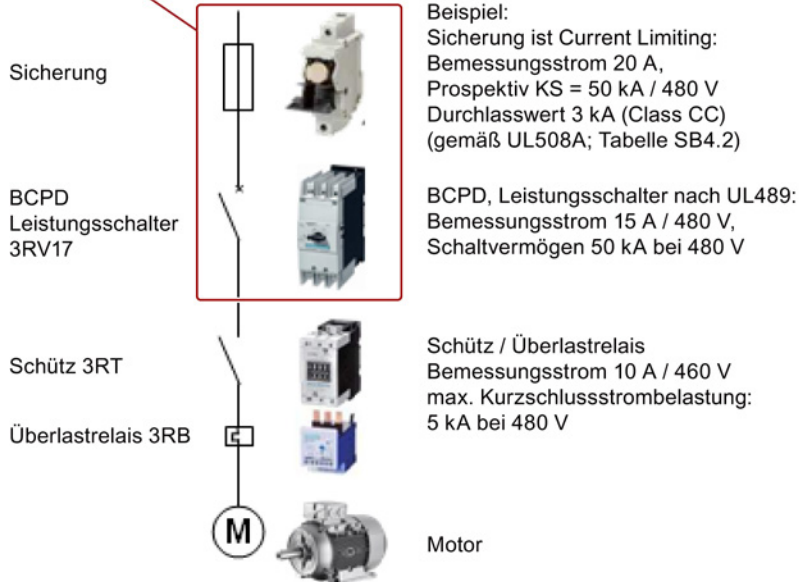 Beispiel:
Sicherung ist Current Limiting:
Bemessungsstrom 20 A,
Prospektiv KS = 50 kA / 480 V
Durchlasswert 3 kA (Class CC)
(gemäß UL508A; Tabelle SB4.2)
Sicherung
BCPD
Leistungsschalter
3RV17
BCPD, Leistungsschalter nach UL489:
Bemessungsstrom 15 A / 480 V,
Schaltvermögen 50 kA bei 480 V
Schütz 3RT
Schütz / Überlastrelais
Bemessungsstrom 10 A / 460 V
max. Kurzschlussstrombelastung:
5 kA bei 480 V
Überlastrelais 3RB
M
Motor